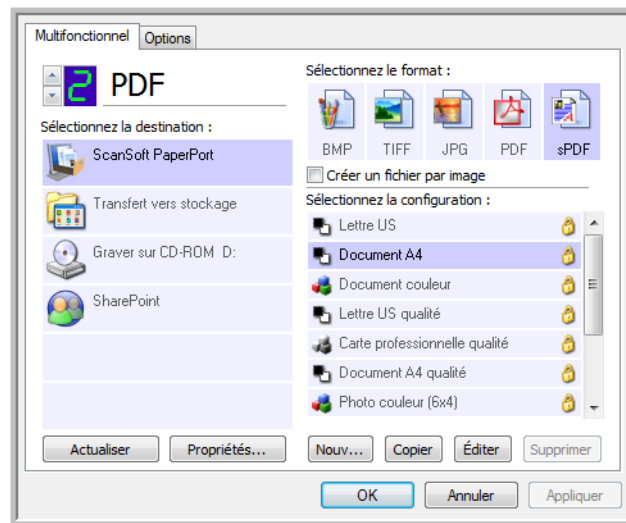 Multifonctionnel Options
2 PDF
Sélectionnez la destination :
ScanSoft PaperPort
Transfert vers stockage
Graver sur CD-ROM D:
SharePoint
Actualiser Propriétés...
Sélectionnez le format :
BMP TIFF JPG PDF sPDF
Créer un fichier par image
Sélectionnez la configuration :
Lettre US
Document A4
Document couleur
Lettre US qualité
Carte professionnelle qualité
Document A4 qualité
Photo couleur (6x4)
Nouv... Copier Éditer Supprimer
OK Annuler Appliquer